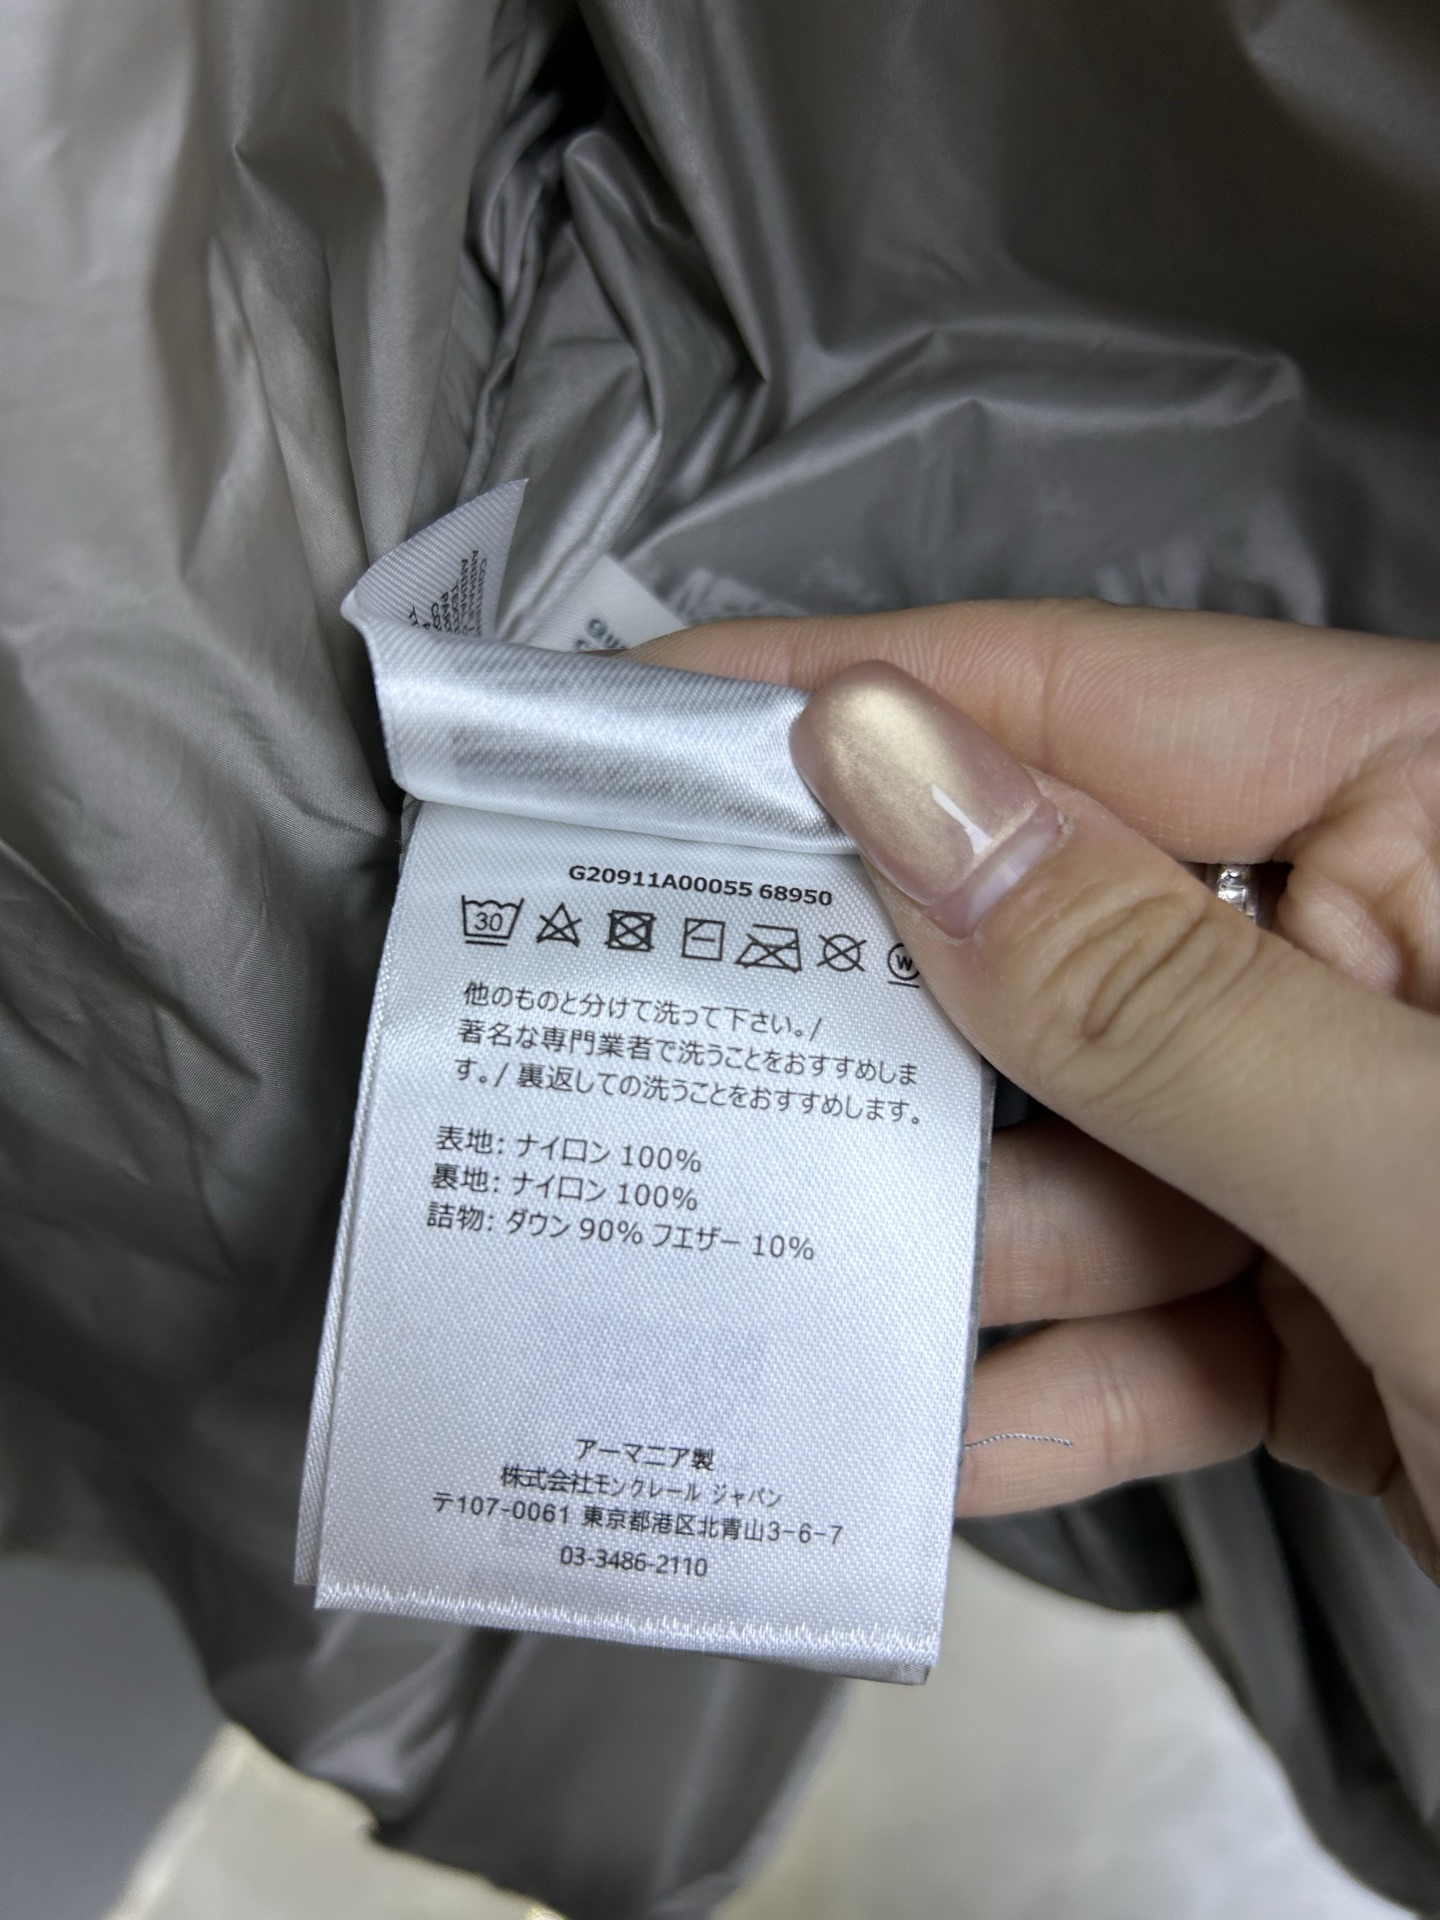 G20911A00055 68950
30
W
他のものと分けて洗って下さい。/
著名な専門業者で洗うことをおすすめしま
す。/ 裏返しての洗うことをおすすめします。
表地: ナイロン 100%
裏地: ナイロン 100%
詰物: ダウン 90% フエザー 10%
アーマニア製
株式会社モンクレール ジャパン
〒107-0061 東京都港区北青山3-6-7
03-3486-2110